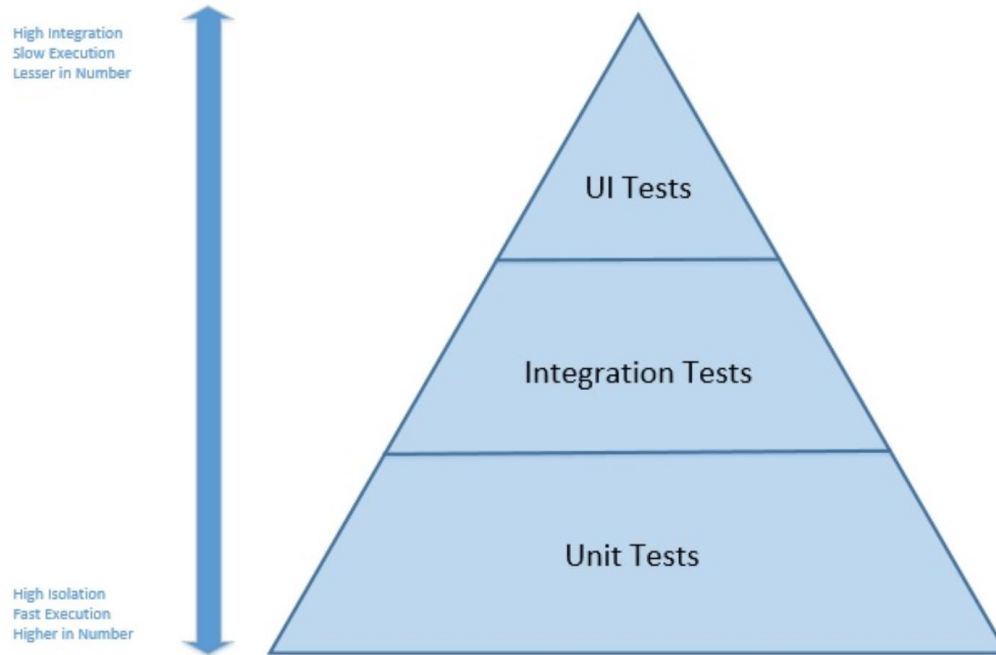 High Integration
Slow Execution
Lesser in Number
UI Tests
Integration Tests
Unit Tests
High Isolation
Fast Execution
Higher in Number